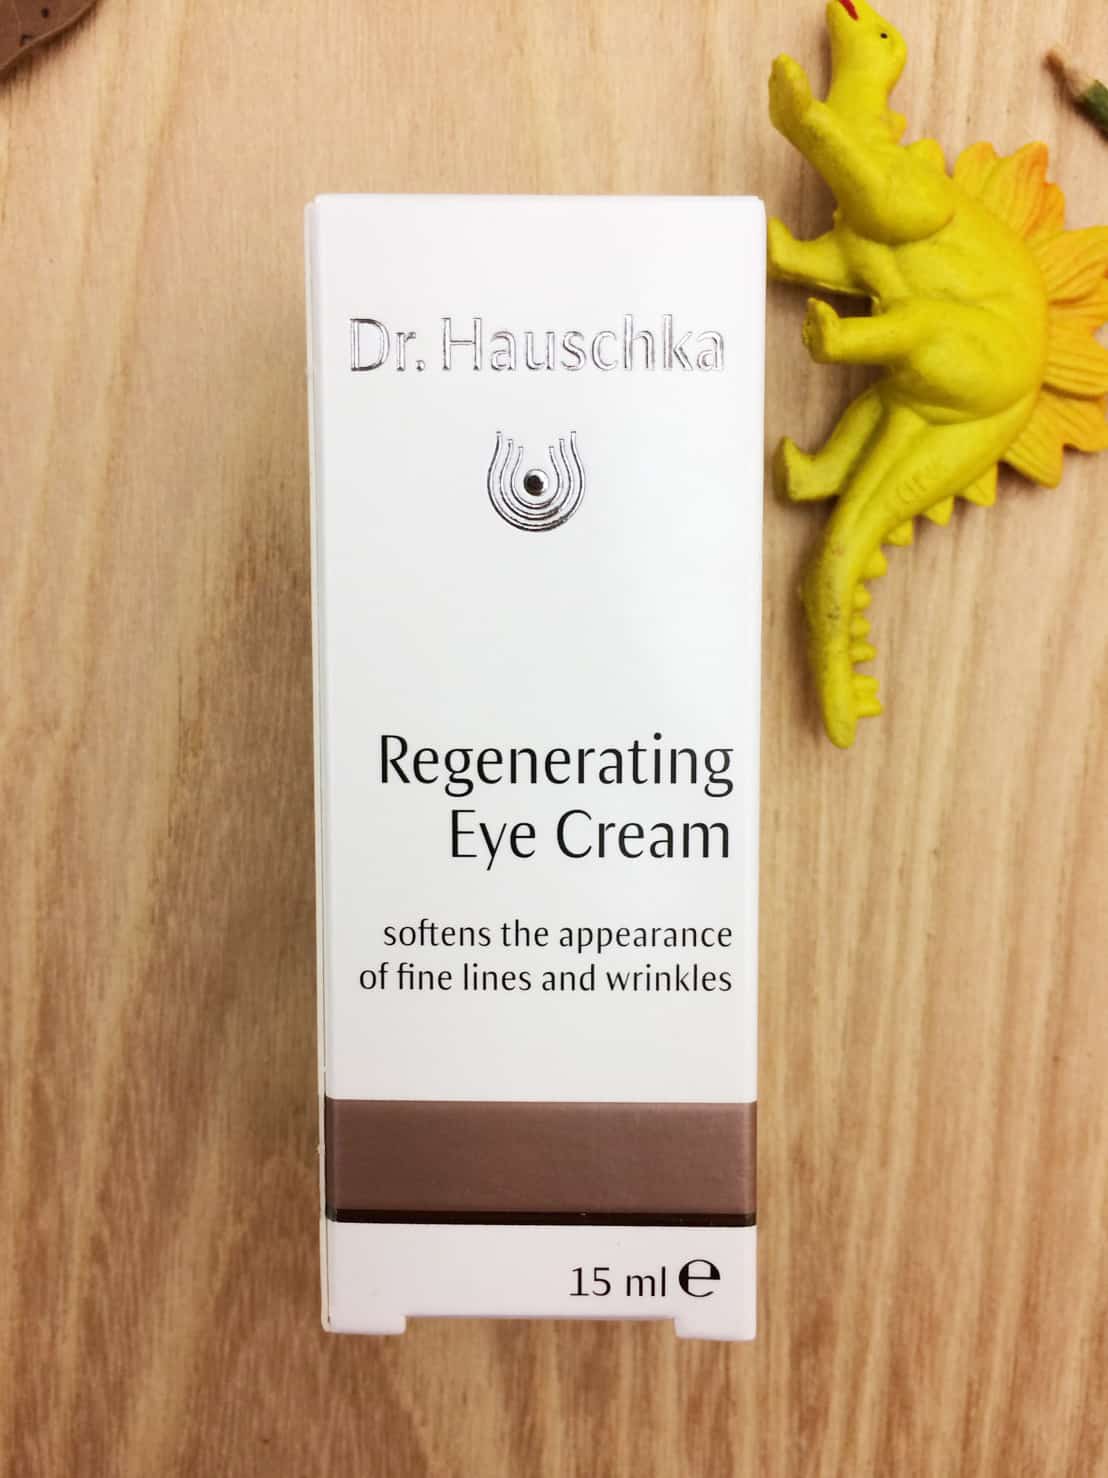 Dr. Hauschka
Regenerating
Eye Cream
softens the appearance
of fine lines and wrinkles
15 ml ℮